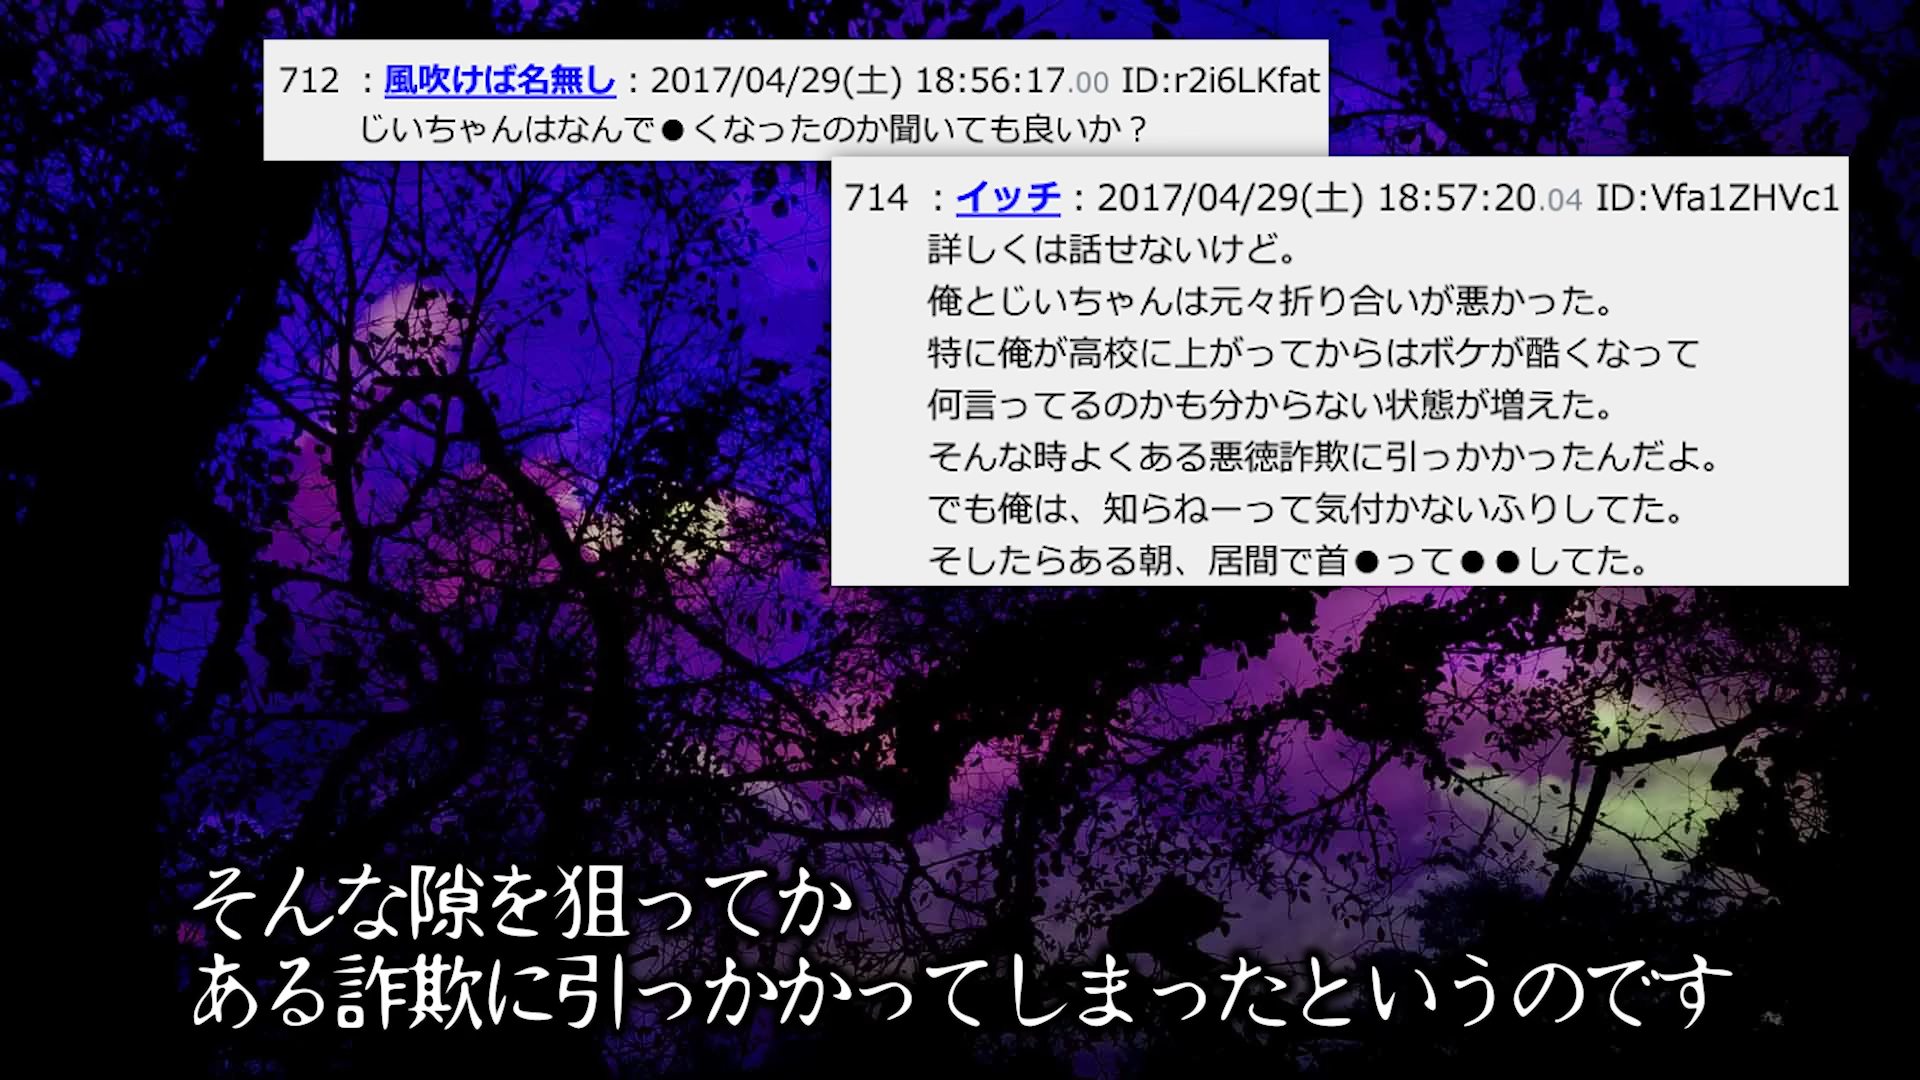 712 ：風吹けば名無し：2017/04/29(土) 18:56:17.00 ID:r2i6LKfat
じいちゃんはなんで●くなったのか聞いても良いか？
714 ：イッチ：2017/04/29(土) 18:57:20.04 ID:Vfa1ZHVc1
詳しくは話せないけど。
俺とじいちゃんは元々折り合いが悪かった。
特に俺が高校に上がってからはボケが酷くなって
何言ってるのかも分からない状態が増えた。
そんな時よくある悪徳詐欺に引っかかったんだよ。
でも俺は、知らねーって気付かないふりしてた。
そしたらある朝、居間で首●って●●してた。
そんな隙を狙ってか
ある詐欺に引っかかってしまったというのです